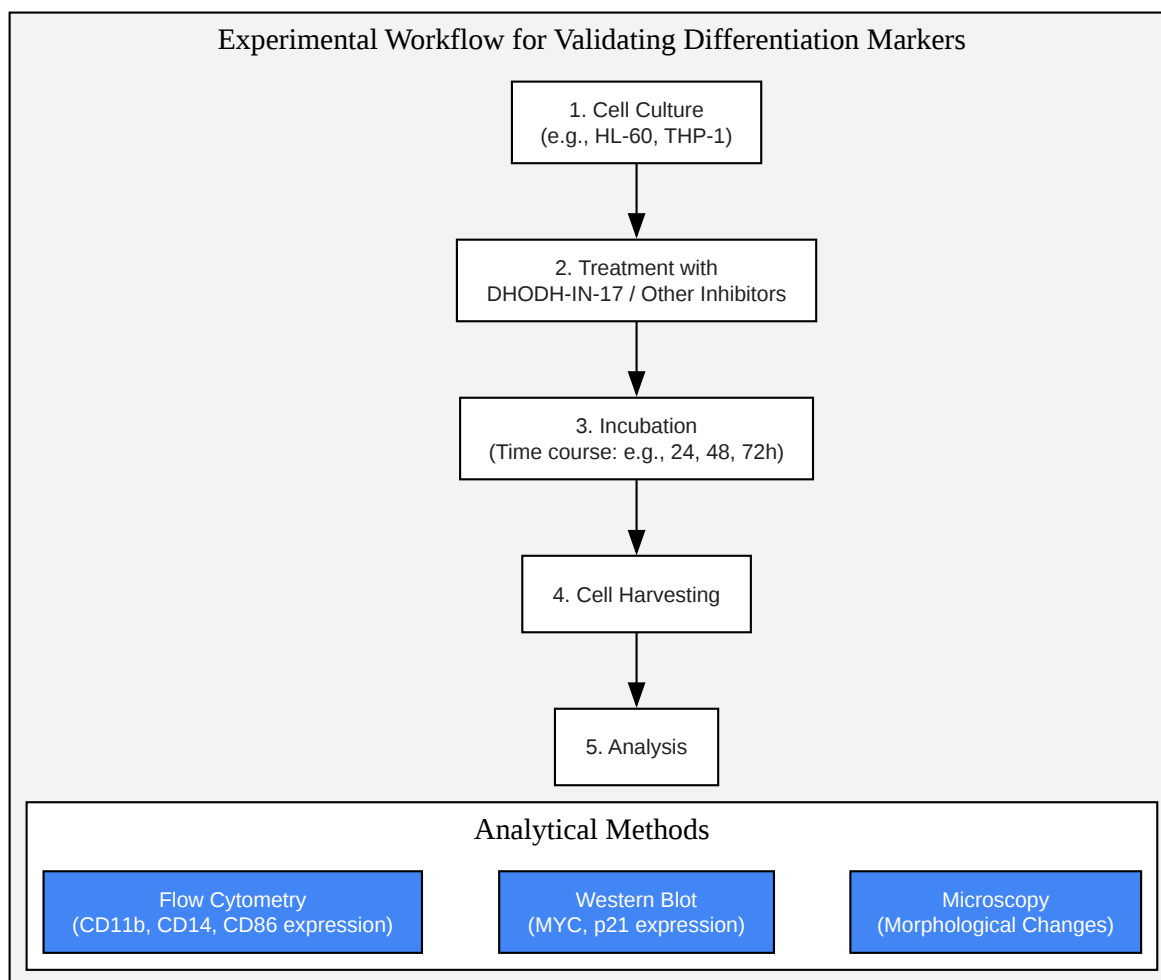 Experimental Workflow for Validating Differentiation Markers
1. Cell Culture
(e.g., HL-60, THP-1)
2. Treatment with
DHODH-IN-17 / Other Inhibitors
3. Incubation
(Time course: e.g., 24, 48, 72h)
4. Cell Harvesting
5. Analysis
Analytical Methods
Flow Cytometry
(CD11b, CD14, CD86 expression)
Western Blot
(MYC, p21 expression)
Microscopy
(Morphological Changes)